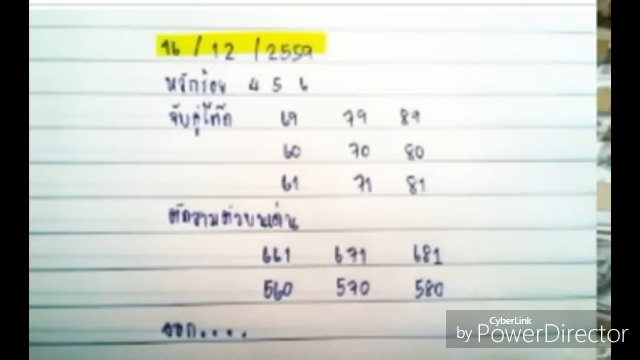 16 / 12 / 2559
หลักร้อย 4 5 6
จับคู่โต๊ด 69 79 89
60 70 80
61 71 81
ตัดสามตัวบนเด่น
661 671 681
560 570 580
ออก....
CyberLink
by PowerDirector